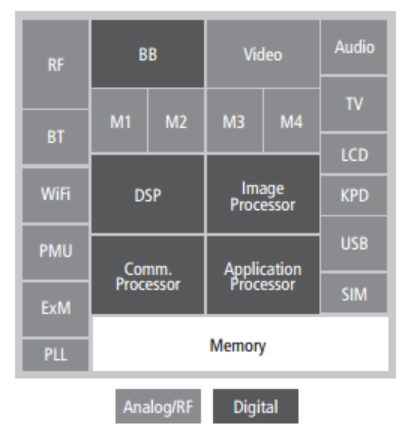 RF
BB
Video
Audio
BT
M1
M2
M3
M4
TV
LCD
WiFi
DSP
Image
Processor
KPD
PMU
Comm.
Processor
Application
Processor
USB
ExM
SIM
PLL
Memory
Analog/RF
Digital